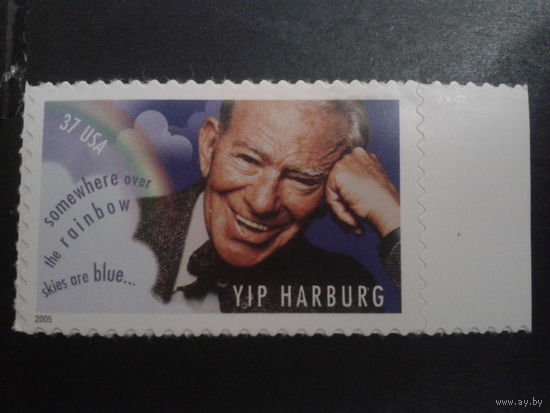 37 USA
somewhere over
the rainbow
skies are blue...
YIP HARBURG
2005
www.ay.by